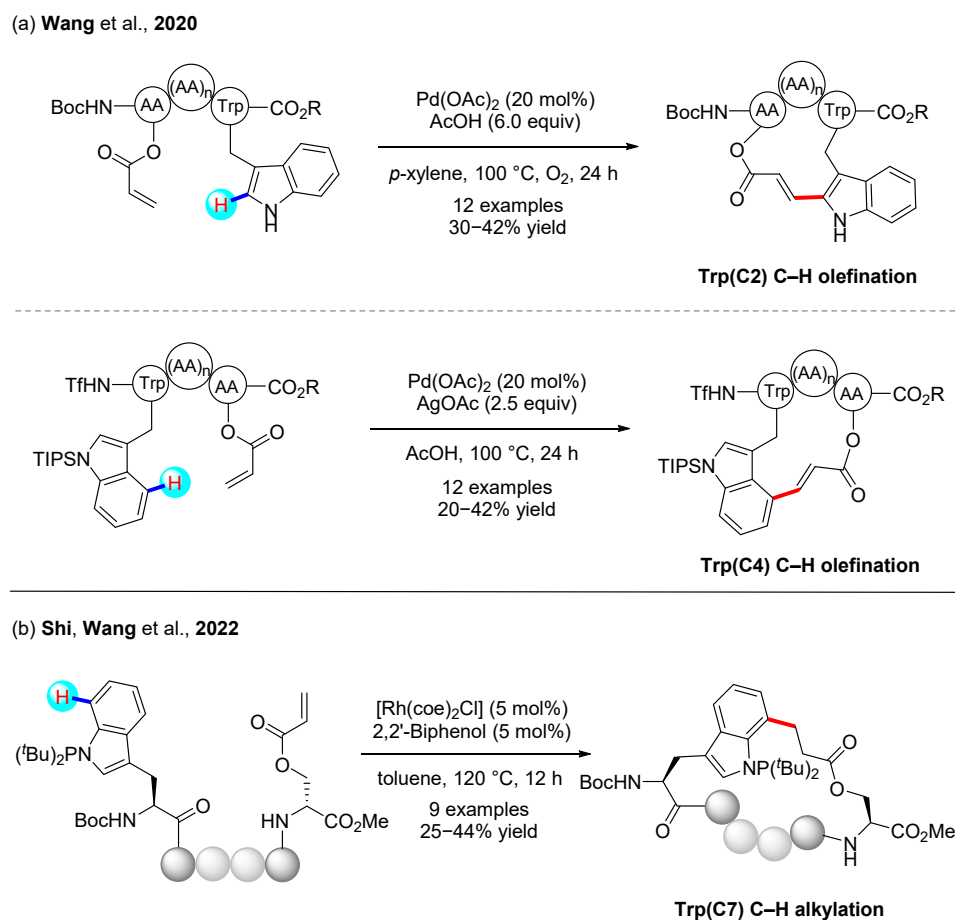 (a) Wang et al., 2020
BocHN
AA
(AA)n
Trp
CO2R
O
O
H
N
H
Pd(OAc)2 (20 mol%)
AcOH (6.0 equiv)
p-xylene, 100 °C, O2, 24 h
12 examples
30−42% yield
BocHN
AA
(AA)n
Trp
CO2R
O
O
N
H
Trp(C2) C–H olefination
TfHN
Trp
(AA)n
AA
CO2R
O
O
TIPSN
H
Pd(OAc)2 (20 mol%)
AgOAc (2.5 equiv)
AcOH, 100 °C, 24 h
12 examples
20−42% yield
TfHN
Trp
(AA)n
AA
CO2R
O
O
TIPSN
Trp(C4) C–H olefination
(b) Shi, Wang et al., 2022
H
(tBu)2PN
BocHN
O
O
O
HN
CO2Me
[Rh(coe)2Cl] (5 mol%)
2,2'-Biphenol (5 mol%)
toluene, 120 °C, 12 h
9 examples
25−44% yield
N−P(tBu)2
BocHN
O
O
O
N
H
CO2Me
Trp(C7) C–H alkylation